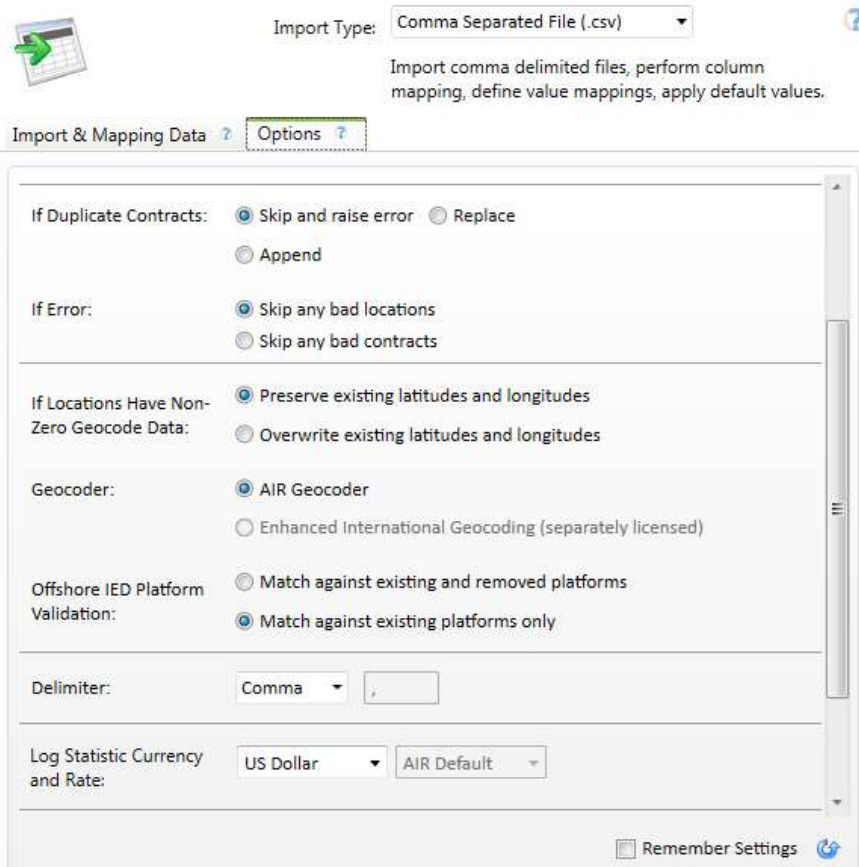 Import Type: Comma Separated File (.csv)
Import comma delimited files, perform column
mapping, define value mappings, apply default values.
Import & Mapping Data ? Options ?
If Duplicate Contracts: Skip and raise error Replace
Append
If Error: Skip any bad locations
Skip any bad contracts
If Locations Have Non-
Zero Geocode Data:
Preserve existing latitudes and longitudes
Overwrite existing latitudes and longitudes
Geocoder: AIR Geocoder
Enhanced International Geocoding (separately licensed)
Offshore IED Platform
Validation:
Match against existing and removed platforms
Match against existing platforms only
Delimiter: Comma ,
Log Statistic Currency
and Rate:
US Dollar AIR Default
Remember Settings